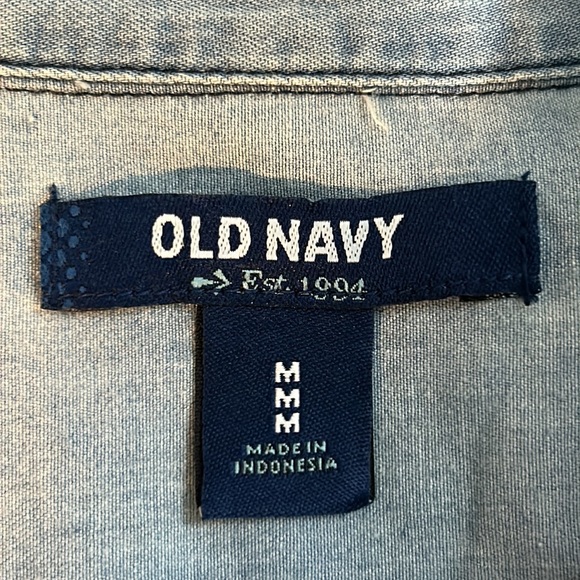 OLD NAVY
Est. 1994
M
M
M
MADE IN
INDONESIA